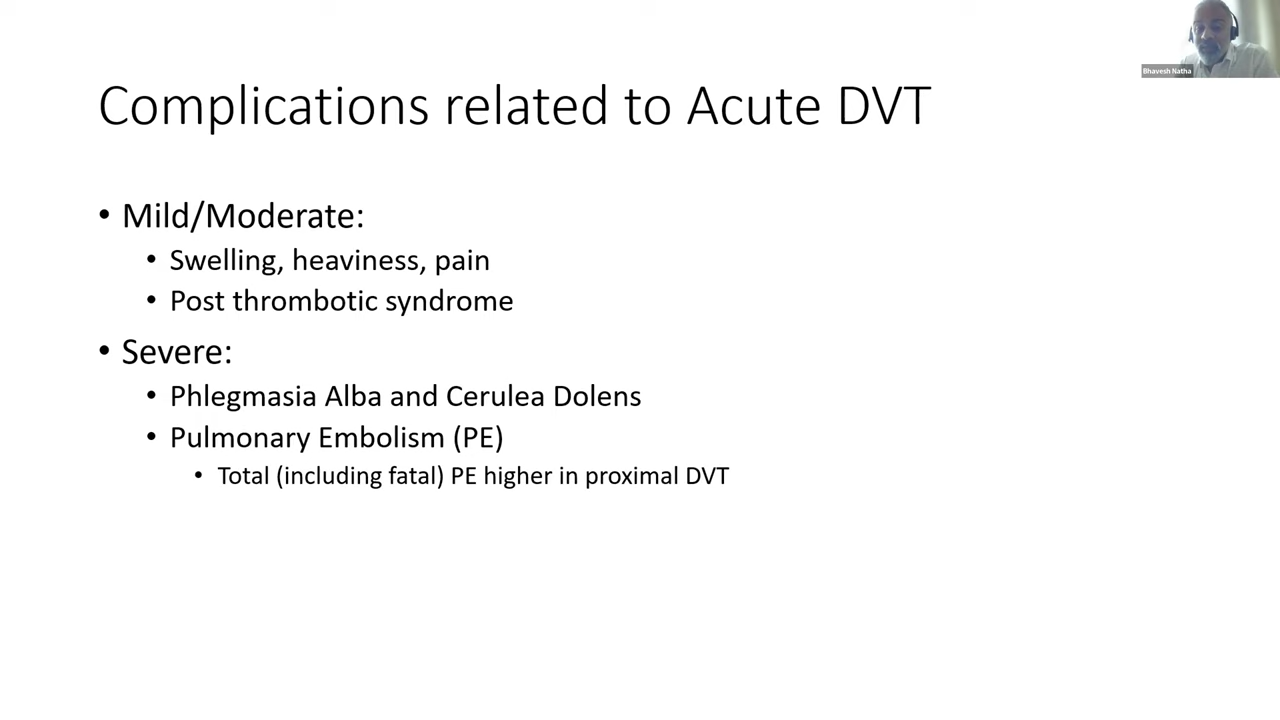 Bhavesh Natha
Complications related to Acute DVT
• Mild/Moderate:
• Swelling, heaviness, pain
• Post thrombotic syndrome
• Severe:
• Phlegmasia Alba and Cerulea Dolens
• Pulmonary Embolism (PE)
• Total (including fatal) PE higher in proximal DVT